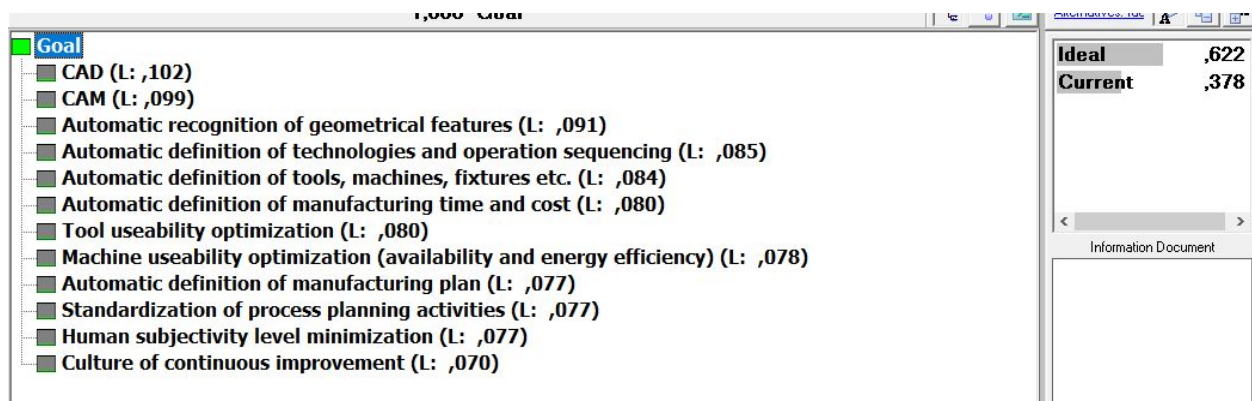 1,000 Goal
Goal
CAD (L: ,102)
CAM (L: ,099)
Automatic recognition of geometrical features (L: ,091)
Automatic definition of technologies and operation sequencing (L: ,085)
Automatic definition of tools, machines, fixtures etc. (L: ,084)
Automatic definition of manufacturing time and cost (L: ,080)
Tool useability optimization (L: ,080)
Machine useability optimization (availability and energy efficiency) (L: ,078)
Automatic definition of manufacturing plan (L: ,077)
Standardization of process planning activities (L: ,077)
Human subjectivity level minimization (L: ,077)
Culture of continuous improvement (L: ,070)
Ideal ,622
Current ,378
Information Document